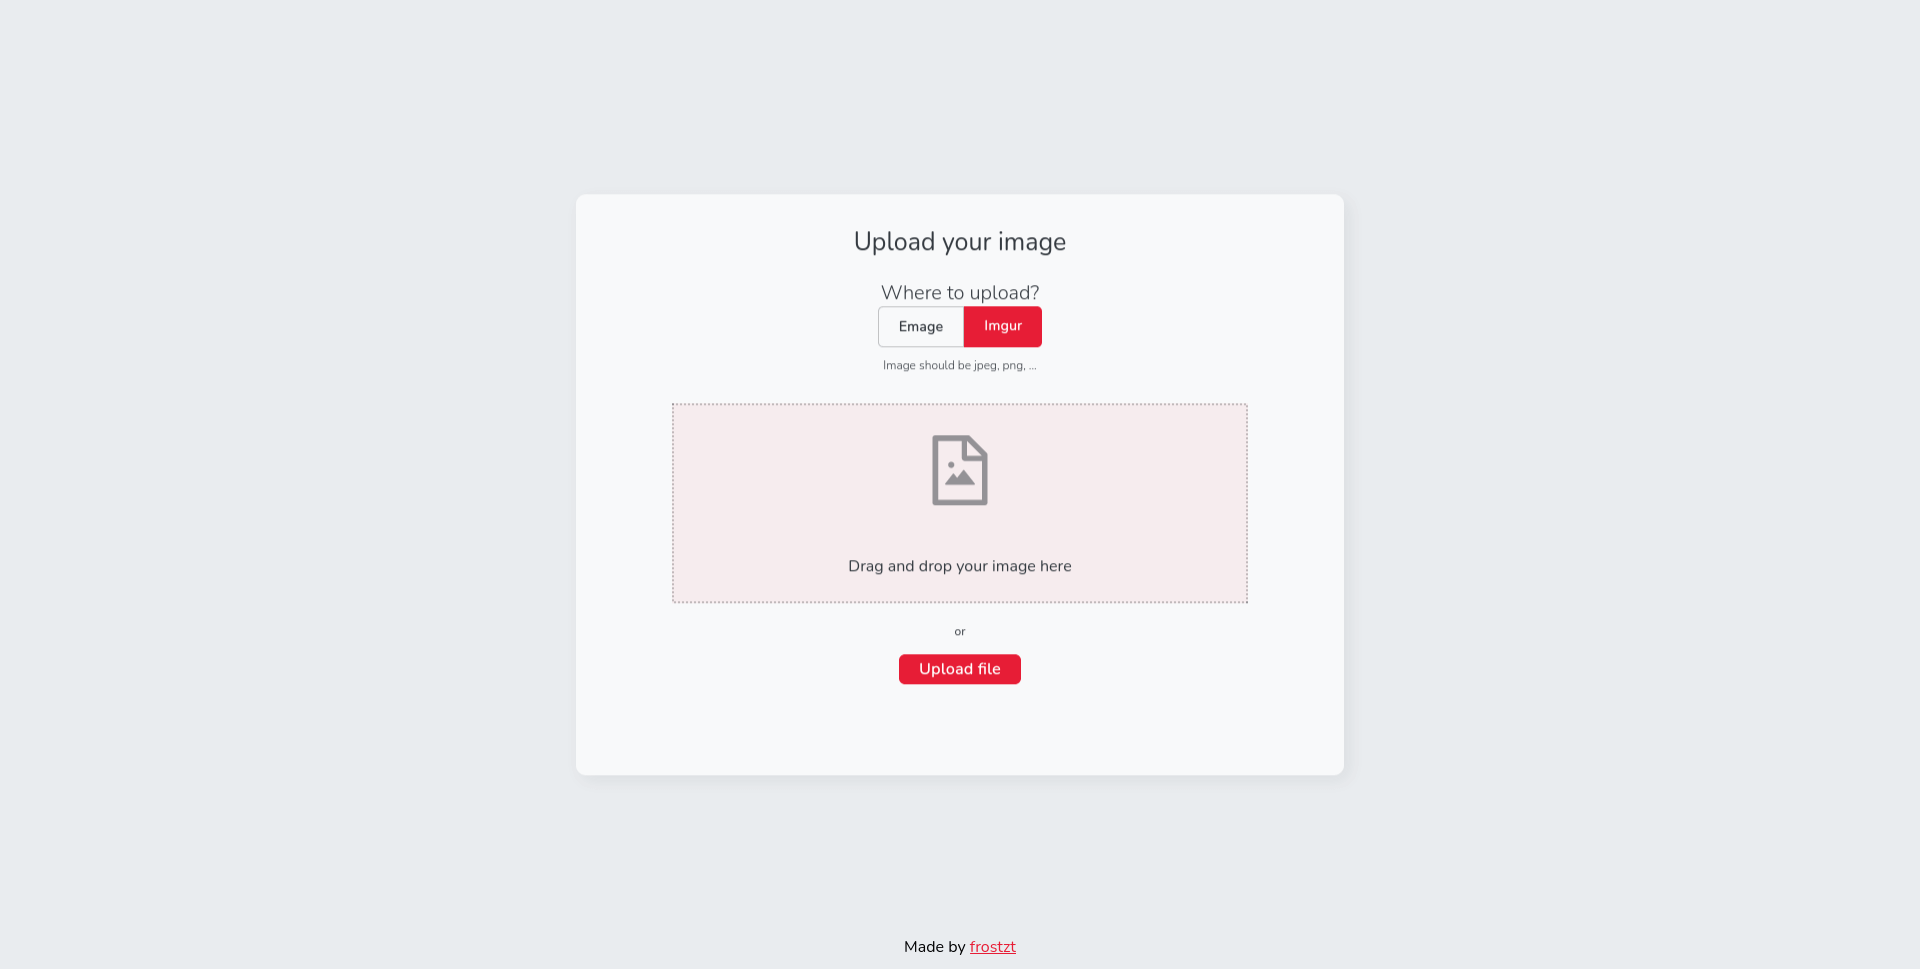 Upload your image
Where to upload?
Emage Imgur
Image should be jpeg, png, ...
Drag and drop your image here
or
Upload file
Made by frostzt